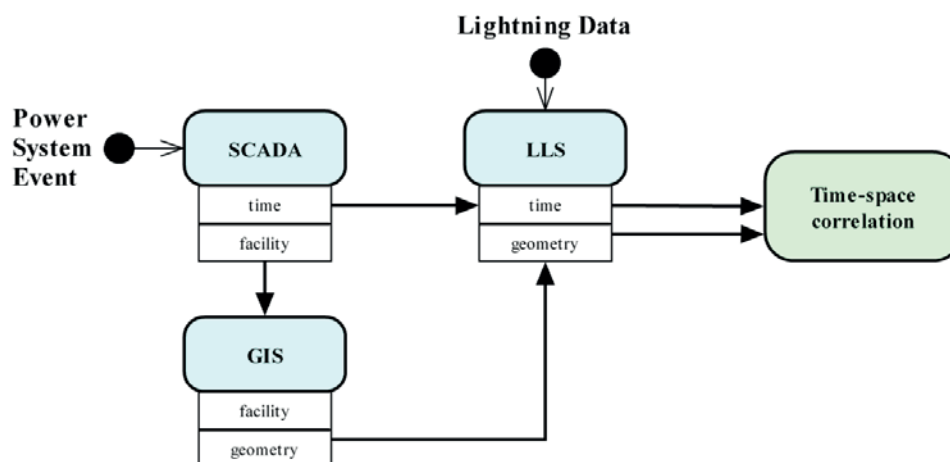 Lightning Data
Power
System
Event
SCADA
time
facility
LLS
time
geometry
Time-space
correlation
GIS
facility
geometry